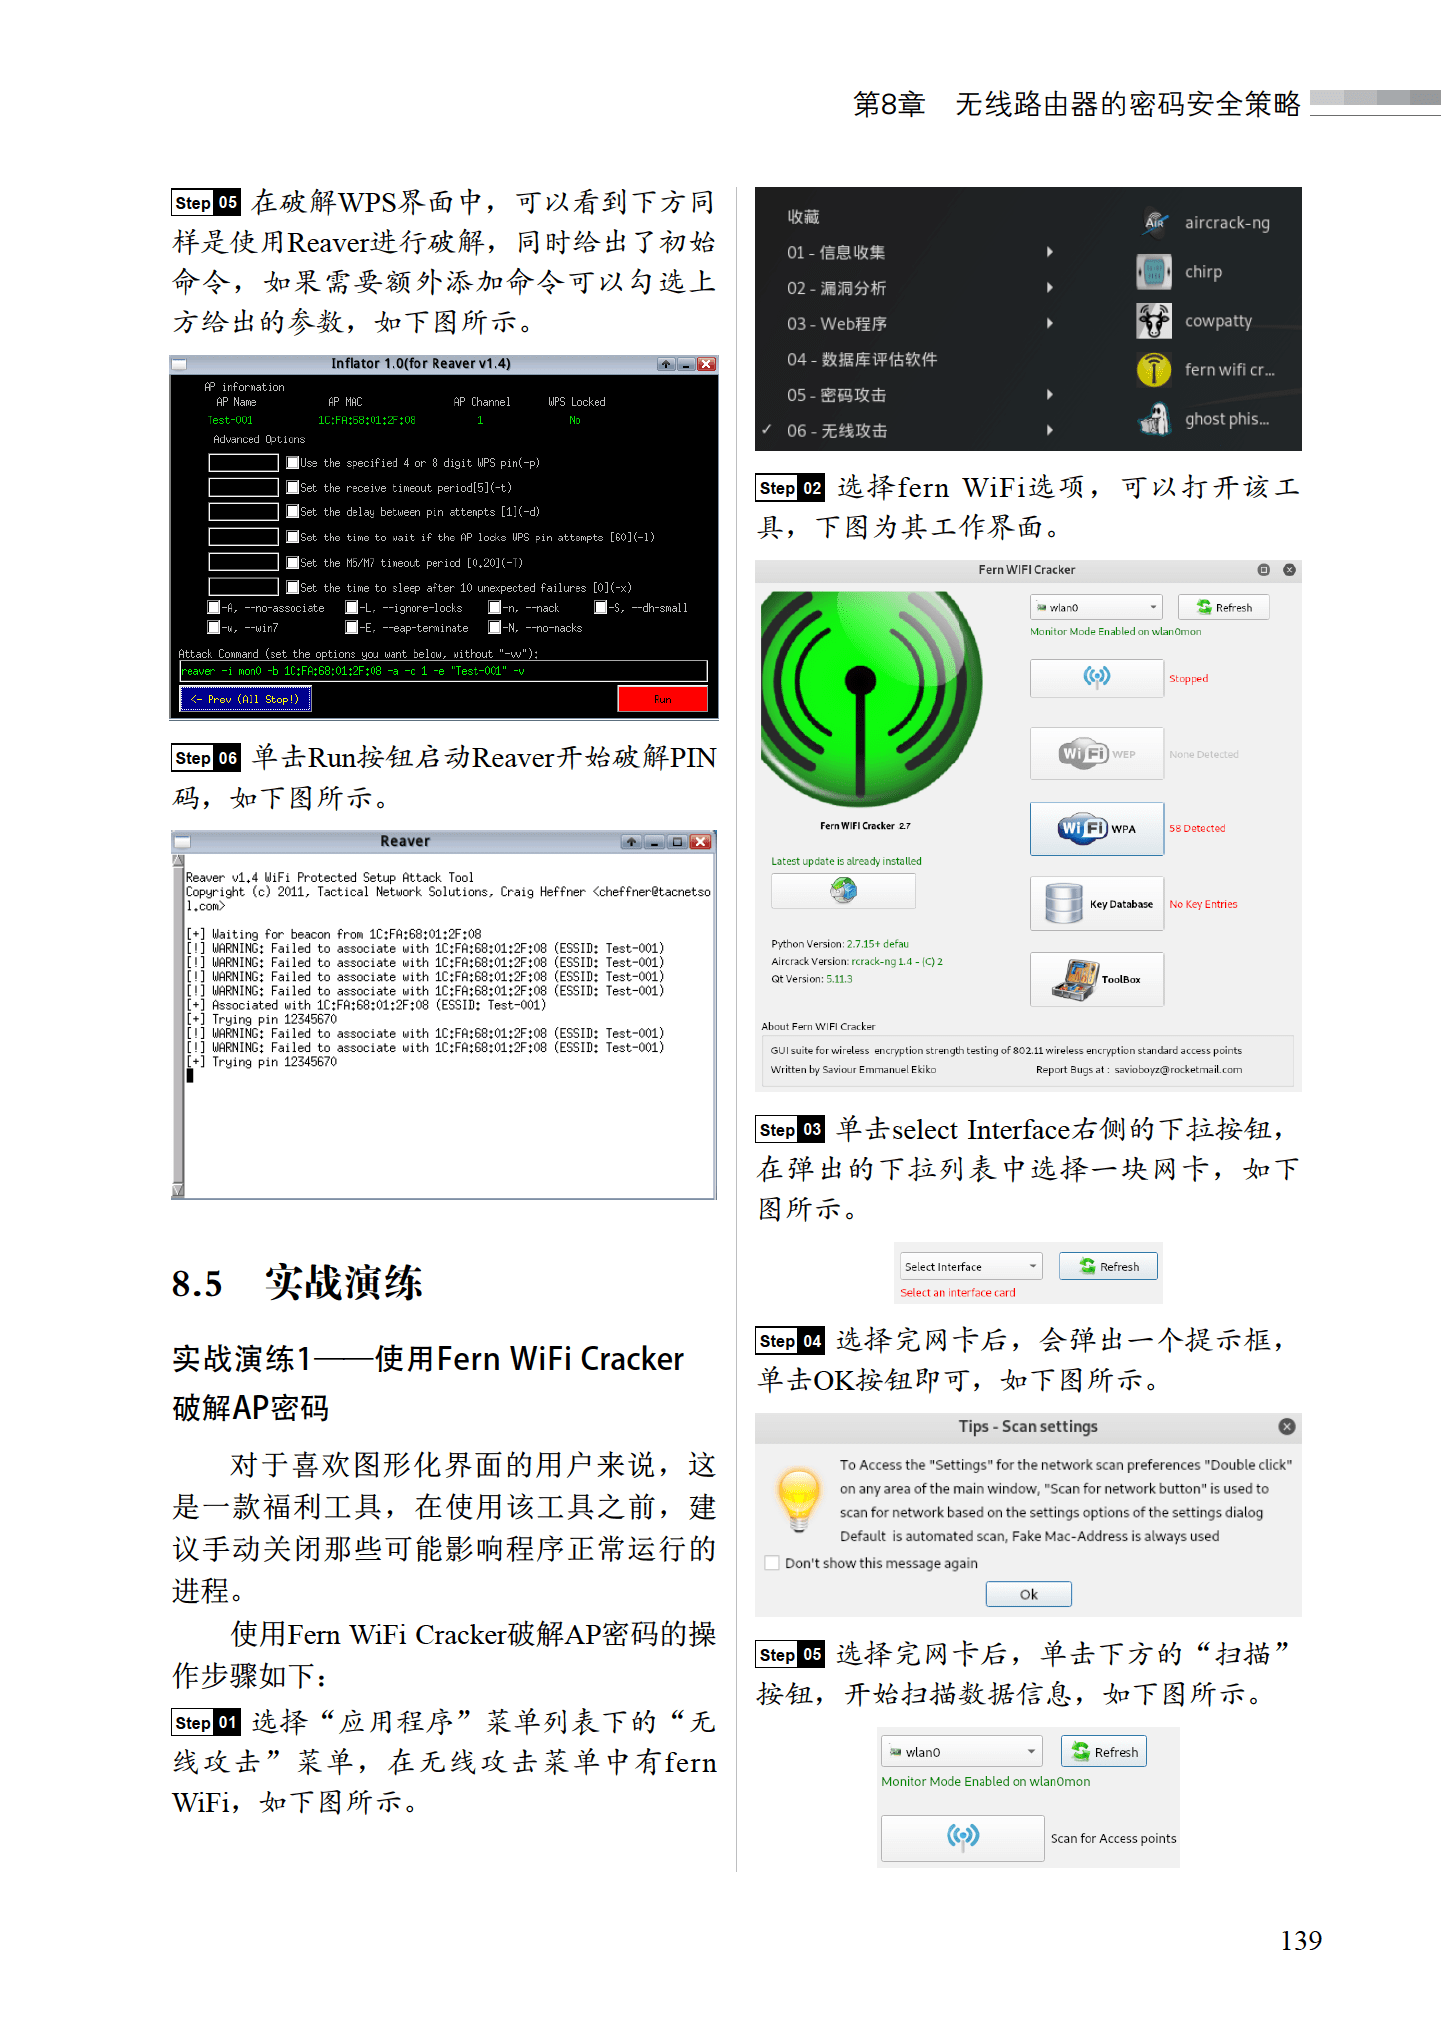 第8章 无线路由器的密码安全策略
Step 05 在破解WPS界面中，可以看到下方同
样是使用Reaver进行破解，同时给出了初始
命令，如果需要额外添加命令可以勾选上
方给出的参数，如下图所示。
Inflator 1.0(for Reaver v1.4)
AP information
AP Name AP MAC AP Channel WPS Locked
Test-001 1C:FA:68:01:2F:08 1 No
Advanced Options
Use the specified 4 or 8 digit WPS pin(-p)
Set the receive timeout period[5](-t)
Set the delay between pin attempts [1](-d)
Set the time to wait if the AP locks WPS pin attempts [60](-l)
Set the M5/M7 timeout period [0.20](-T)
Set the time to sleep after 10 unexpected failures [0](-x)
-A, --no-associate -L, --ignore-locks -n, --nack -S, --dh-small
-w, --win7 -E, --eap-terminate -N, --no-nacks
Attack Command (set the options you want below, without "-vv"):
reaver -i mon0 -b 1C:FA:68:01:2F:08 -a -c 1 -e "Test-001" -v
<- Prev (All Stop!) Run
Step 06 单击Run按钮启动Reaver开始破解PIN
码，如下图所示。
Reaver
Reaver v1.4 WiFi Protected Setup Attack Tool
Copyright (c) 2011, Tactical Network Solutions, Craig Heffner <cheffner@tacnetso
l.com>
[+] Waiting for beacon from 1C:FA:68:01:2F:08
[!] WARNING: Failed to associate with 1C:FA:68:01:2F:08 (ESSID: Test-001)
[!] WARNING: Failed to associate with 1C:FA:68:01:2F:08 (ESSID: Test-001)
[!] WARNING: Failed to associate with 1C:FA:68:01:2F:08 (ESSID: Test-001)
[!] WARNING: Failed to associate with 1C:FA:68:01:2F:08 (ESSID: Test-001)
[+] Associated with 1C:FA:68:01:2F:08 (ESSID: Test-001)
[+] Trying pin 12345670
[!] WARNING: Failed to associate with 1C:FA:68:01:2F:08 (ESSID: Test-001)
[!] WARNING: Failed to associate with 1C:FA:68:01:2F:08 (ESSID: Test-001)
[+] Trying pin 12345670
8.5 实战演练
实战演练1——使用Fern WiFi Cracker
破解AP密码
对于喜欢图形化界面的用户来说，这
是一款福利工具，在使用该工具之前，建
议手动关闭那些可能影响程序正常运行的
进程。
使用Fern WiFi Cracker破解AP密码的操
作步骤如下：
Step 01 选择“应用程序”菜单列表下的“无
线攻击”菜单，在无线攻击菜单中有fern
WiFi，如下图所示。
收藏
01 - 信息收集
02 - 漏洞分析
03 - Web程序
04 - 数据库评估软件
05 - 密码攻击
✓ 06 - 无线攻击
AIR aircrack-ng
chirp
cowpatty
fern wifi cr...
ghost phis...
Step 02 选择fern WiFi选项，可以打开该工
具，下图为其工作界面。
Fern WIFI Cracker
wlan0 Refresh
Monitor Mode Enabled on wlan0mon
Stopped
WiFi WEP None Detected
WiFi WPA 58 Detected
Fern WIFI Cracker 2.7
Latest update is already installed
Key Database No Key Entries
Python Version: 2.7.15+ defau
Aircrack Version: rcrack-ng 1.4 - (C) 2
Qt Version: 5.11.3
ToolBox
About Fern WIFI Cracker
GUI suite for wireless encryption strength testing of 802.11 wireless encryption standard access points
Written by Saviour Emmanuel Ekiko Report Bugs at : savioboyz@rocketmail.com
Step 03 单击select Interface右侧的下拉按钮，
在弹出的下拉列表中选择一块网卡，如下
图所示。
Select Interface Refresh
Select an interface card
Step 04 选择完网卡后，会弹出一个提示框，
单击OK按钮即可，如下图所示。
Tips - Scan settings
To Access the "Settings" for the network scan preferences "Double click"
on any area of the main window, "Scan for network button" is used to
scan for network based on the settings options of the settings dialog
Default is automated scan, Fake Mac-Address is always used
Don't show this message again
Ok
Step 05 选择完网卡后，单击下方的“扫描”
按钮，开始扫描数据信息，如下图所示。
wlan0 Refresh
Monitor Mode Enabled on wlan0mon
Scan for Access points
139